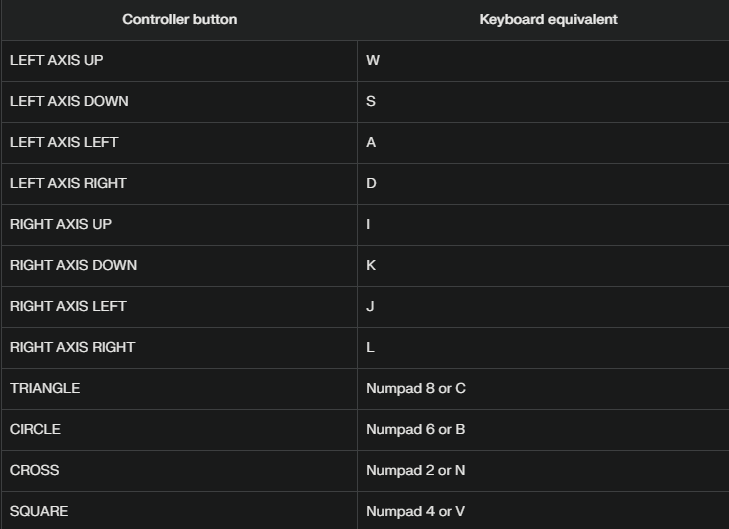 Controller button Keyboard equivalent
LEFT AXIS UP W
LEFT AXIS DOWN S
LEFT AXIS LEFT A
LEFT AXIS RIGHT D
RIGHT AXIS UP I
RIGHT AXIS DOWN K
RIGHT AXIS LEFT J
RIGHT AXIS RIGHT L
TRIANGLE Numpad 8 or C
CIRCLE Numpad 6 or B
CROSS Numpad 2 or N
SQUARE Numpad 4 or V